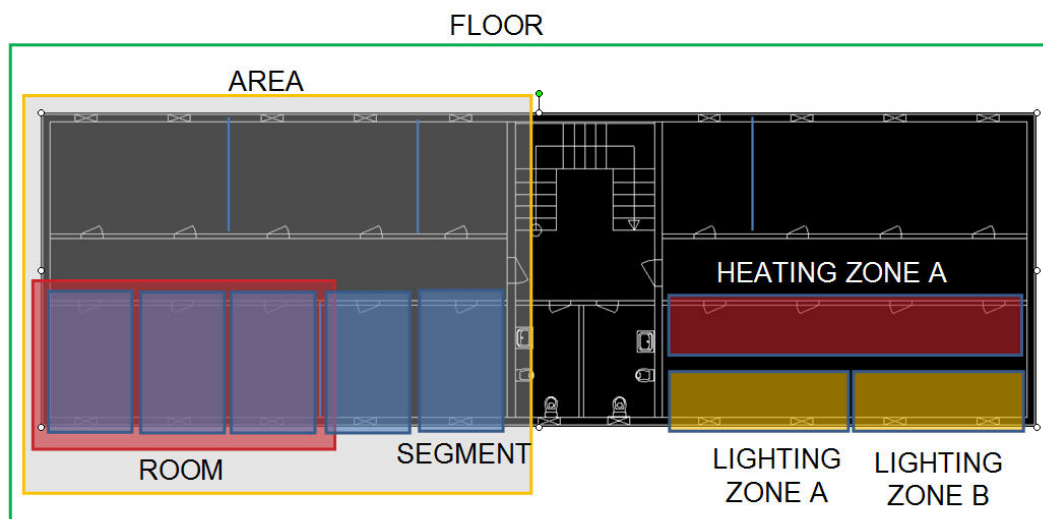 FLOOR
AREA
HEATING ZONE A
ROOM
SEGMENT
LIGHTING
ZONE A
LIGHTING
ZONE B